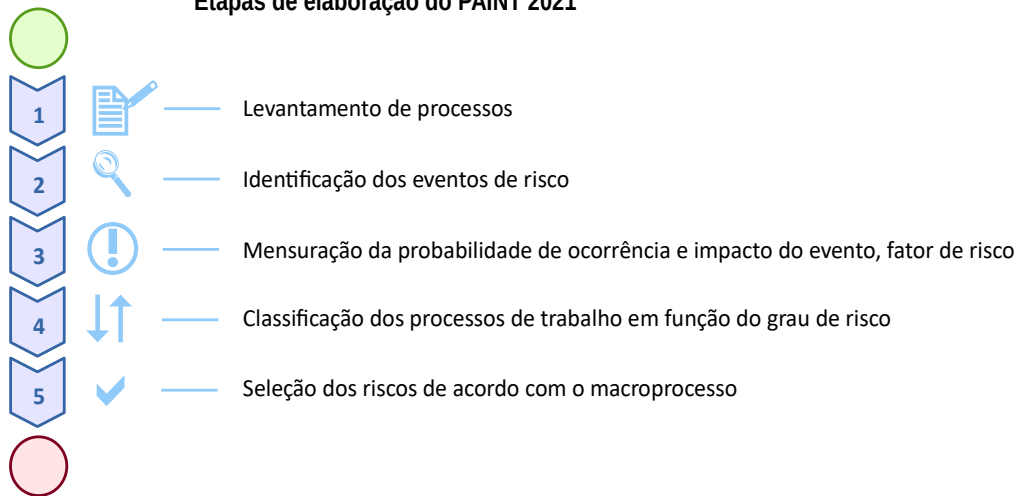 Etapas de elaboração do PAINT 2021
1 Levantamento de processos
2 Identificação dos eventos de risco
3 Mensuração da probabilidade de ocorrência e impacto do evento, fator de risco
4 Classificação dos processos de trabalho em função do grau de risco
5 Seleção dos riscos de acordo com o macroprocesso